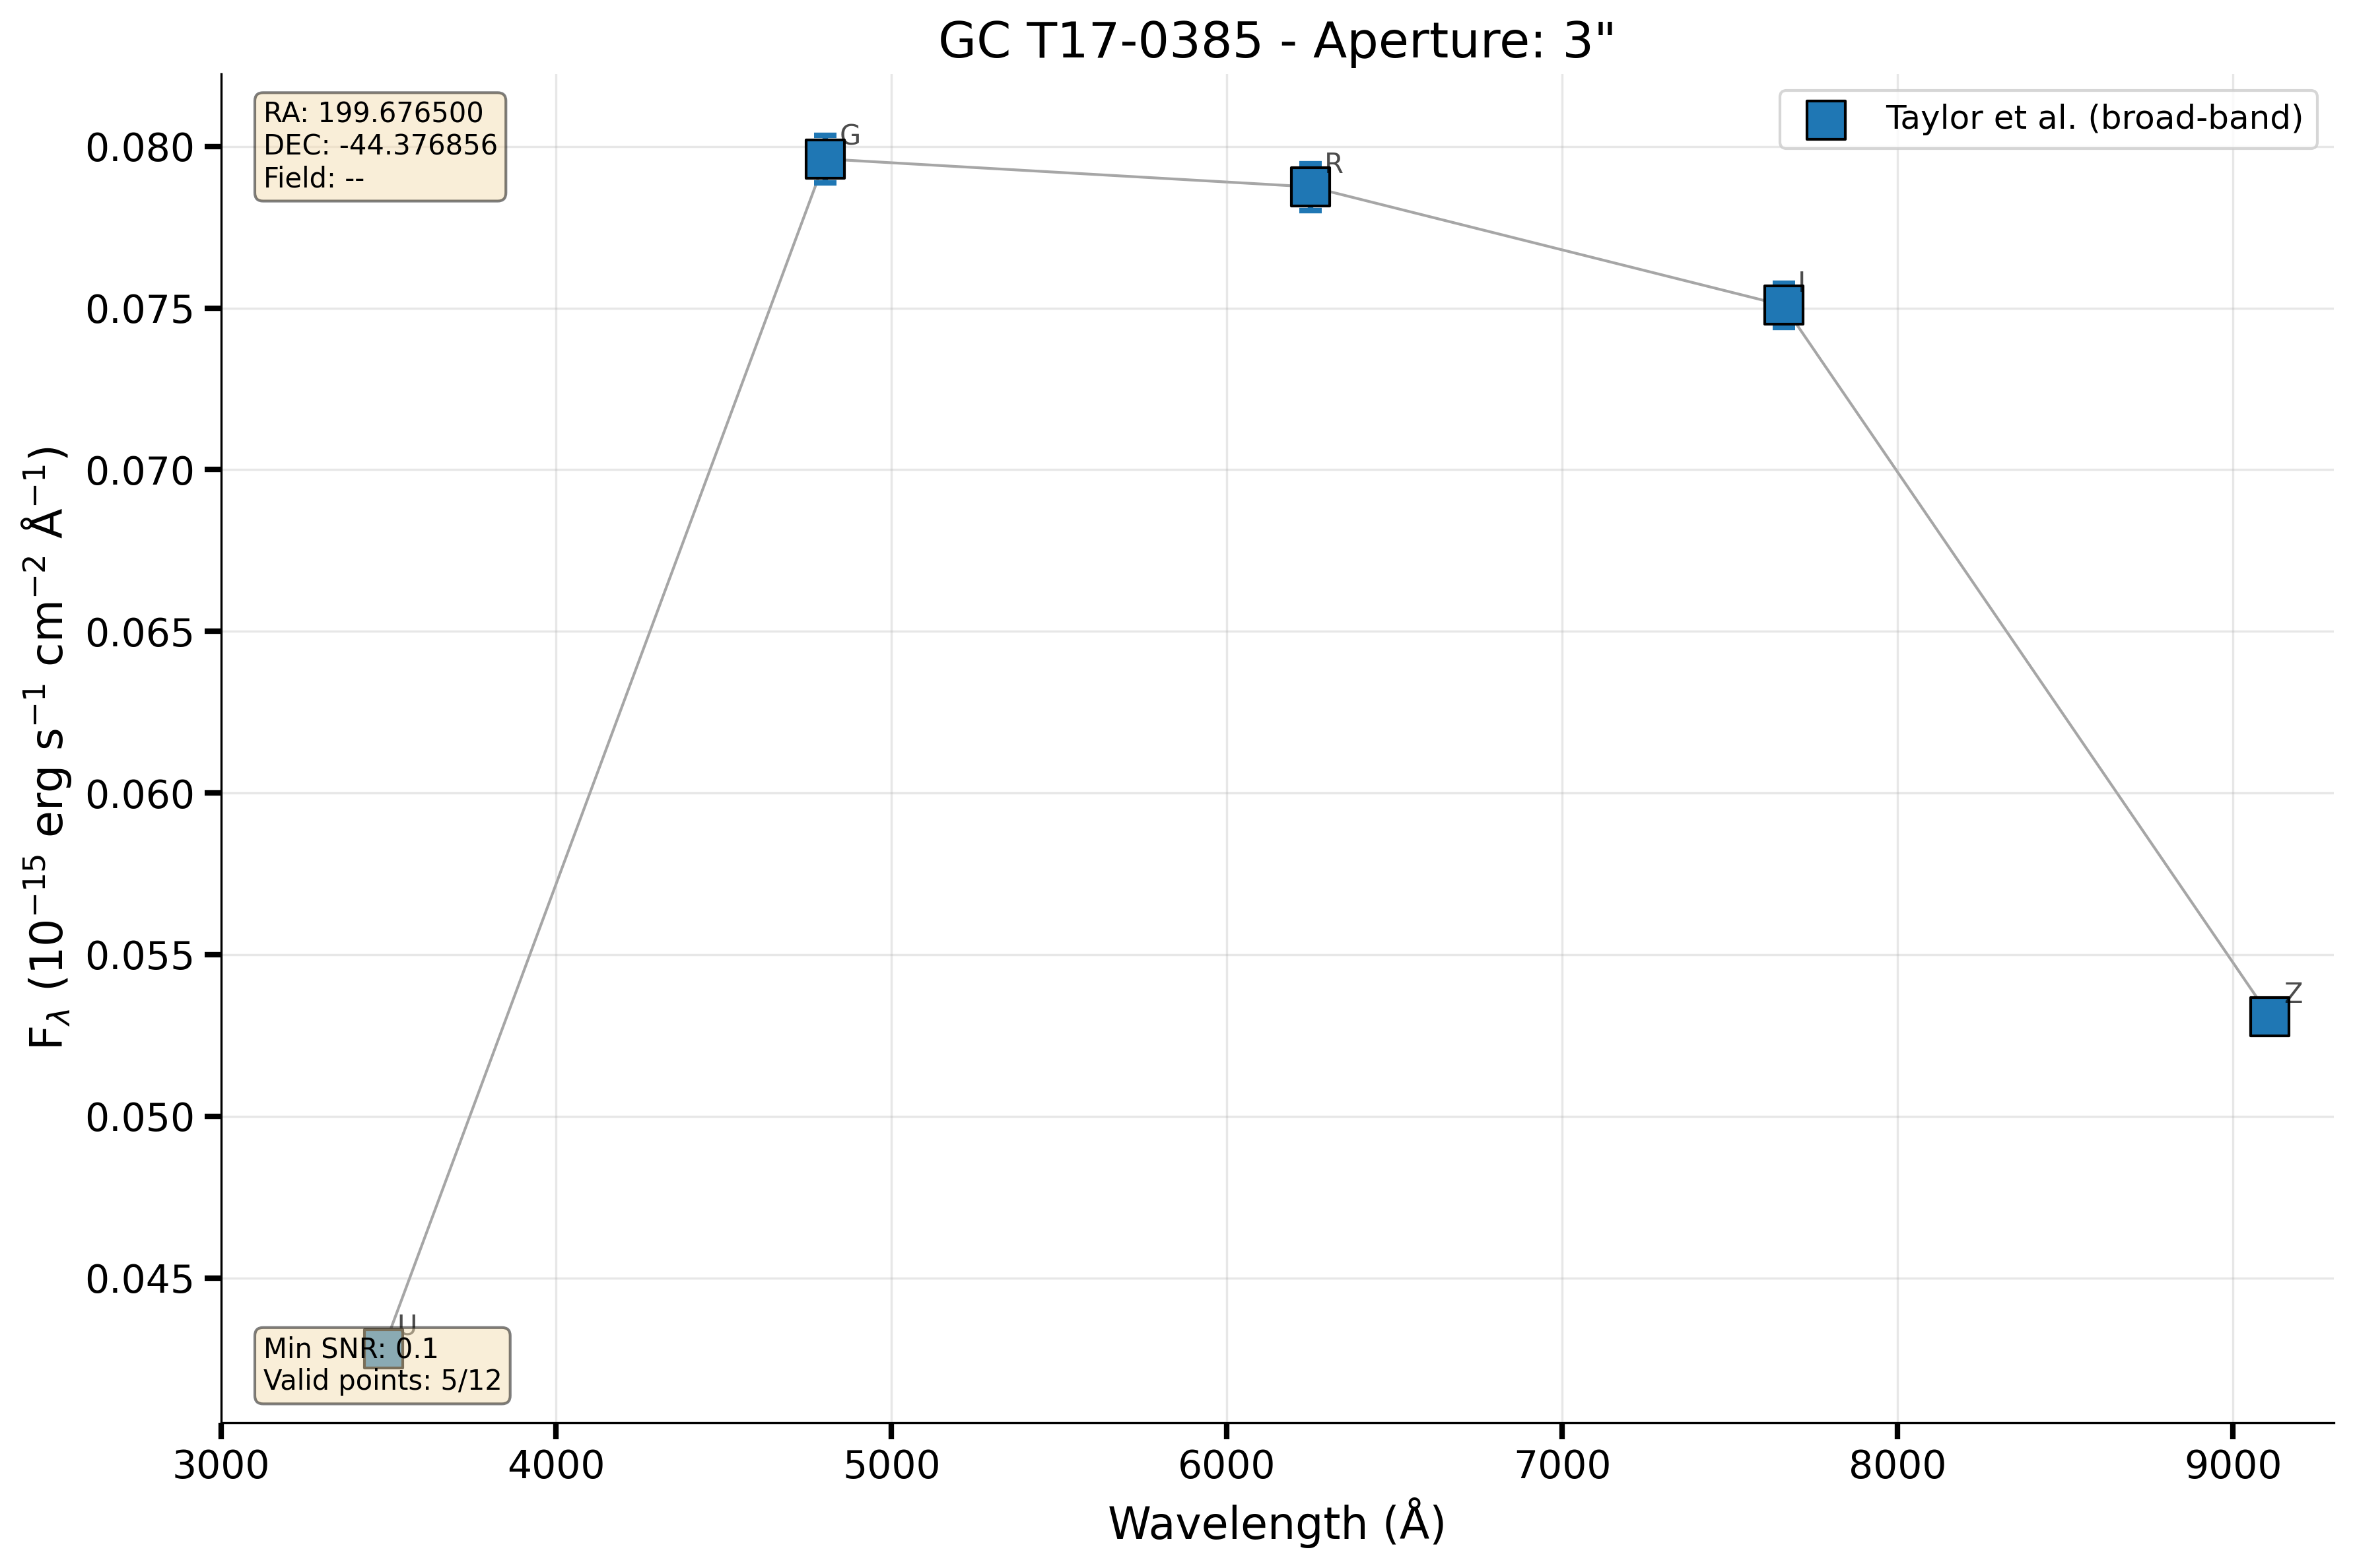 GC T17-0385 - Aperture: 3"
RA: 199.676500
DEC: -44.376856
Field: --
Taylor et al. (broad-band)
G
R
I
Z
U
Min SNR: 0.1
Valid points: 5/12
0.080
0.075
0.070
0.065
0.060
0.055
0.050
0.045
F_λ (10⁻¹⁵ erg s⁻¹ cm⁻² Å⁻¹)
3000 4000 5000 6000 7000 8000 9000
Wavelength (Å)